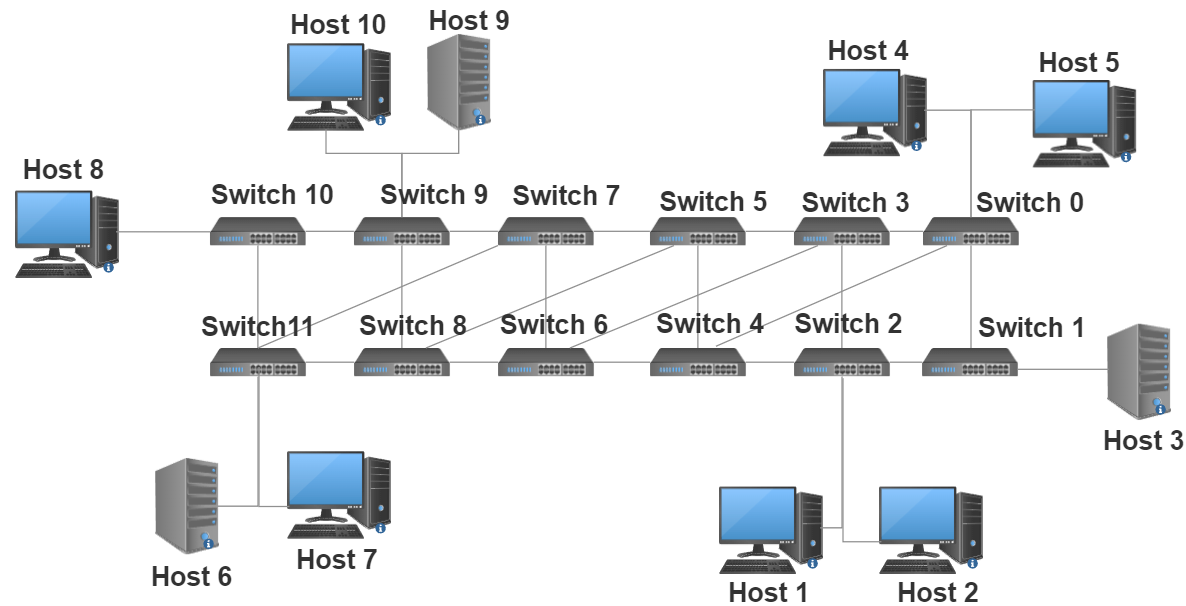 Host 10
Host 9
Host 4
Host 5
Host 8
Switch 10
Switch 9
Switch 7
Switch 5
Switch 3
Switch 0
Switch11
Switch 8
Switch 6
Switch 4
Switch 2
Switch 1
Host 3
Host 6
Host 7
Host 1
Host 2